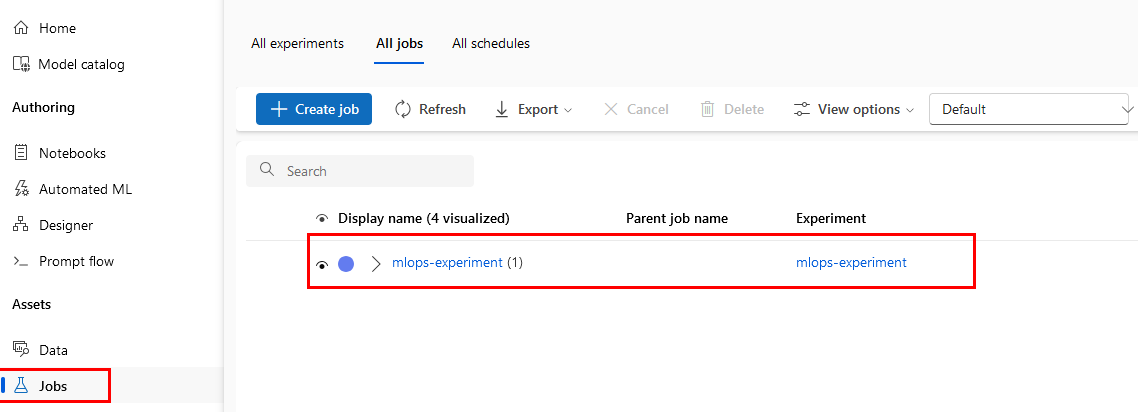 Home
Model catalog
Authoring
Notebooks
Automated ML
Designer
Prompt flow
Assets
Data
Jobs
All experiments All jobs All schedules
Create job Refresh Export Cancel Delete View options Default
Search
Display name (4 visualized) Parent job name Experiment
mlops-experiment (1) mlops-experiment